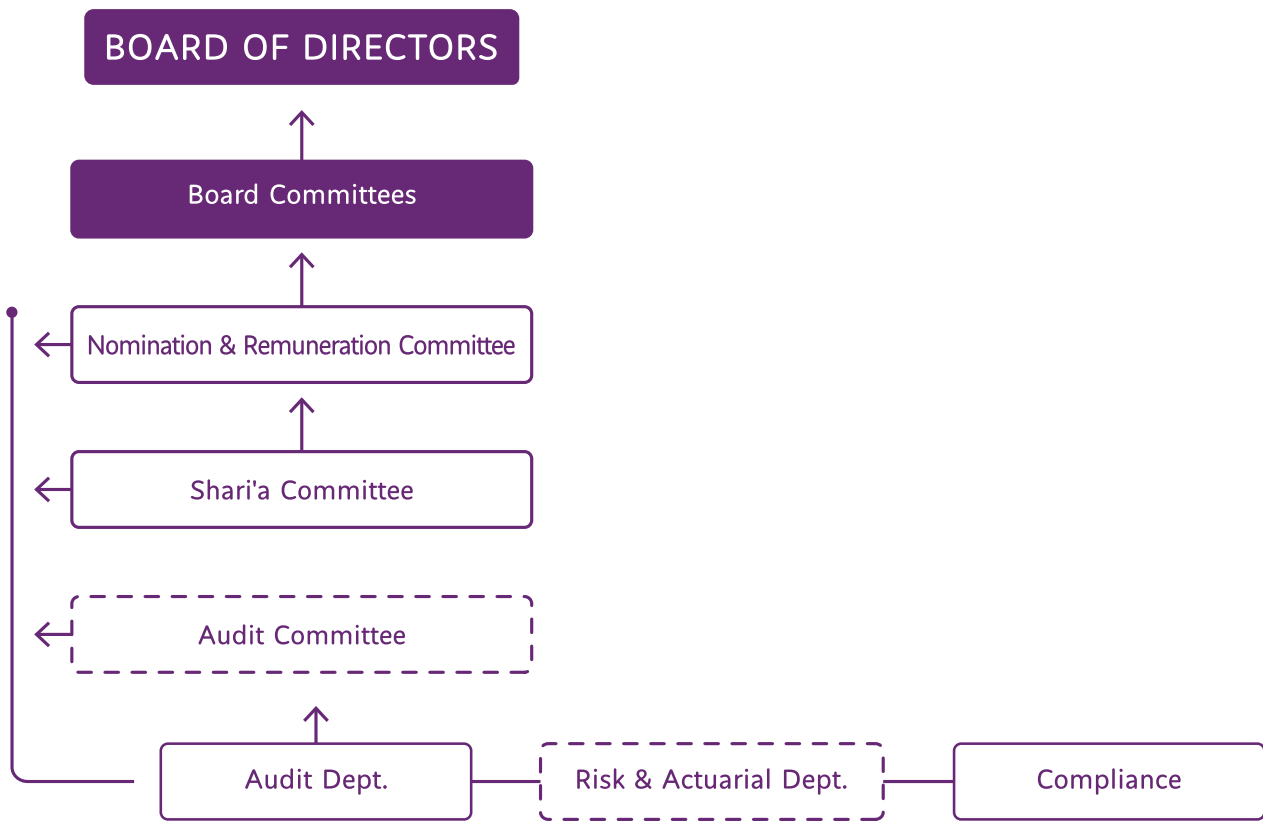 BOARD OF DIRECTORS
Board Committees
Nomination & Remuneration Committee
Shari'a Committee
Audit Committee
Audit Dept.
Risk & Actuarial Dept.
Compliance